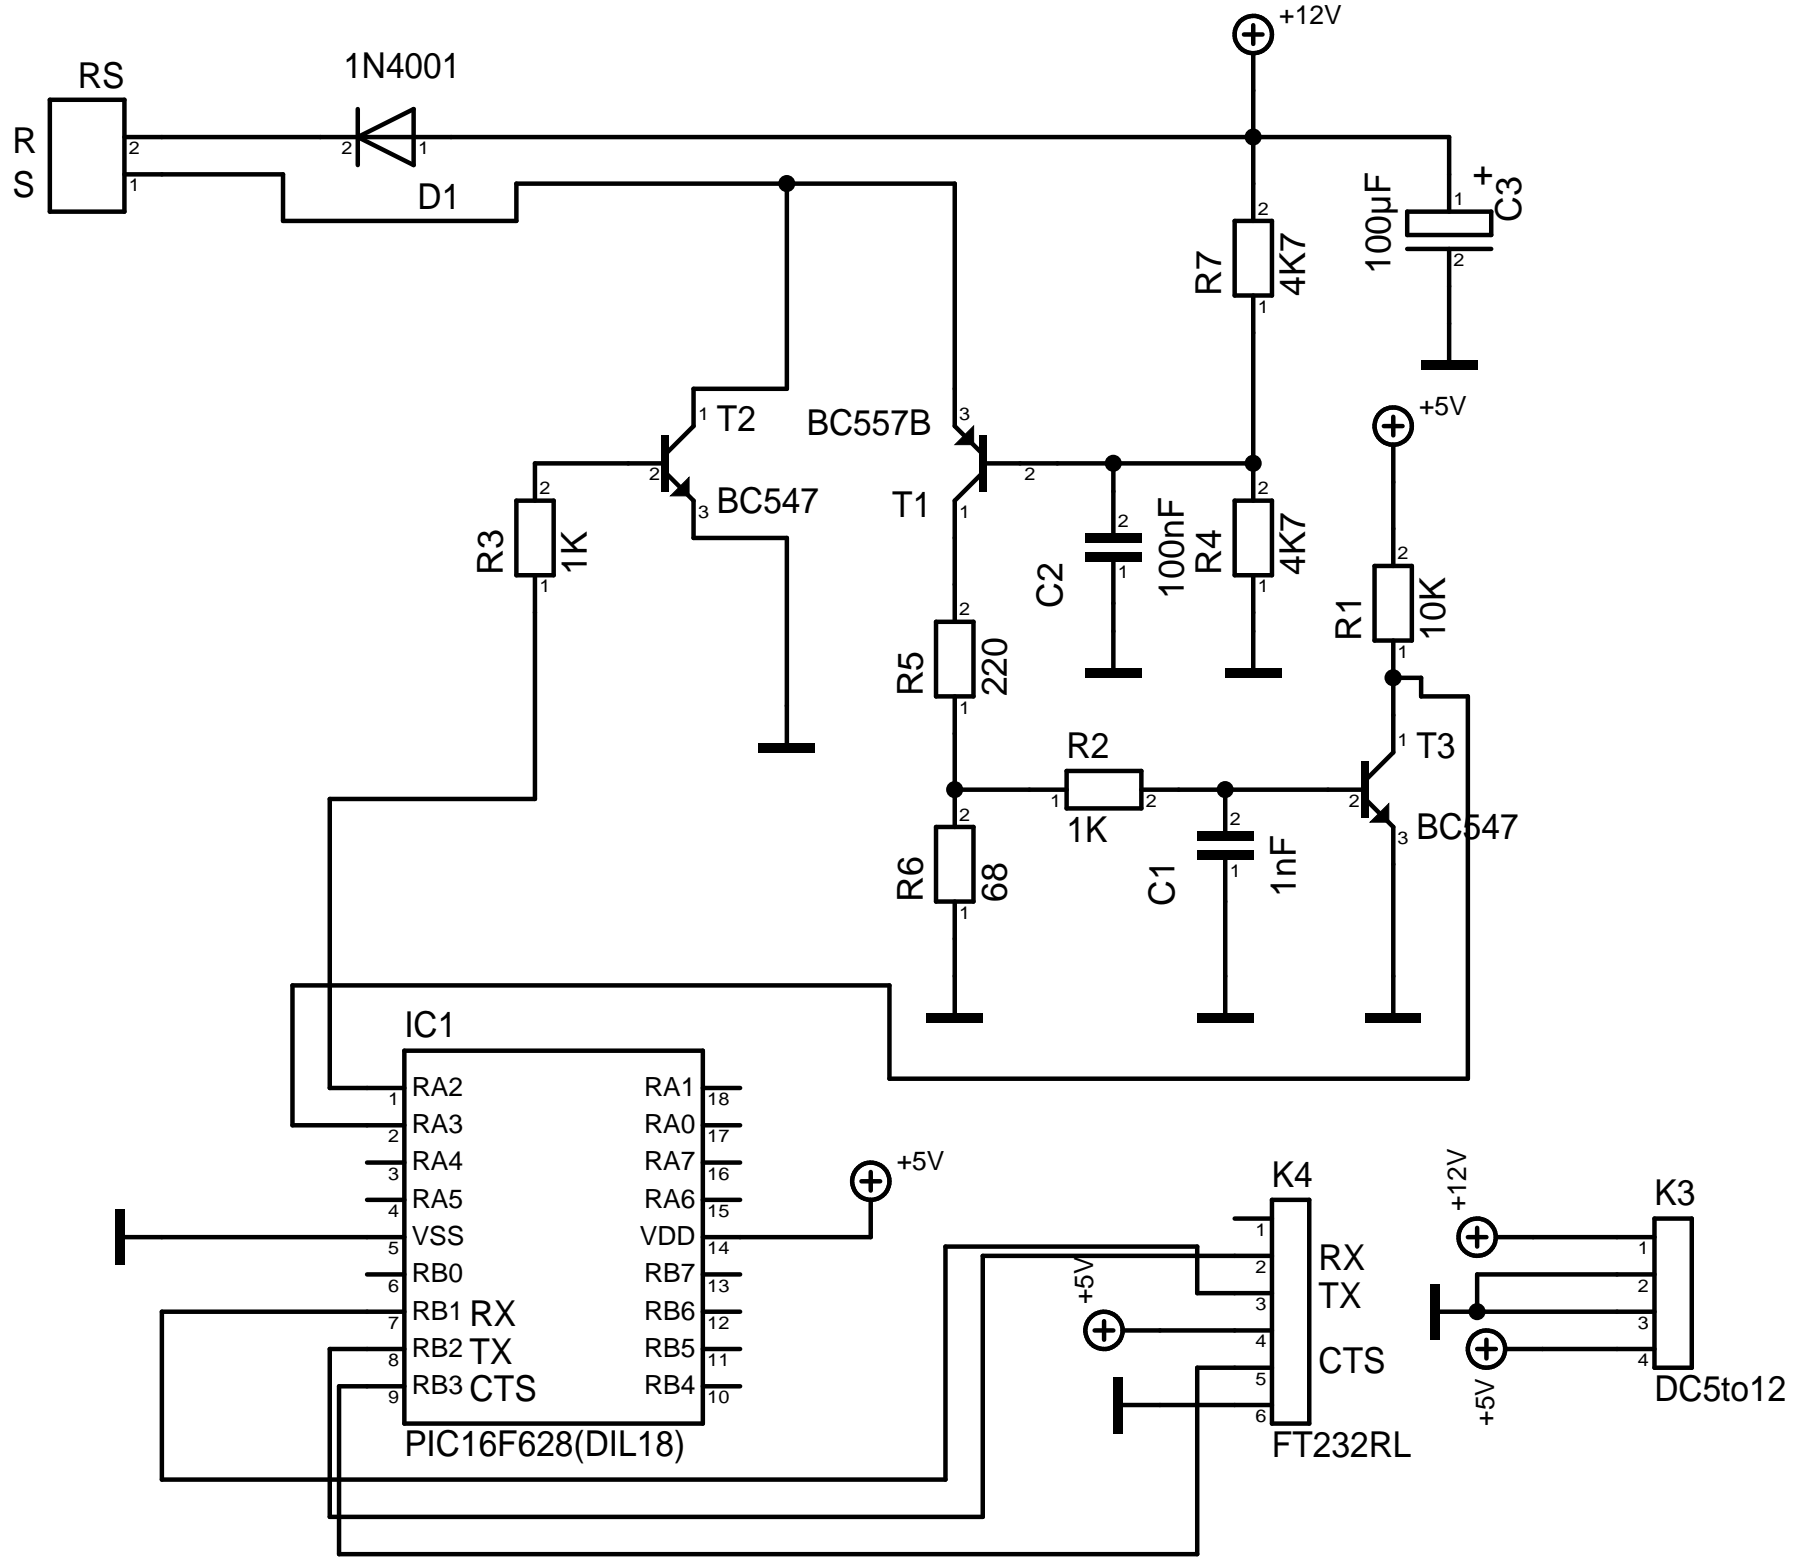 +12V
1N4001
RS
R
2
2
1
S
1
D1
+
C3
1
100µF
2
2
R7
4K7
1
+5V
1
T2
BC557B
3
2
2
BC547
T1
3
1
2
R3
1K
1
2
100nF
C2
1
2
R4
4K7
1
2
R1
10K
1
2
R5
220
1
R2
1
2
1K
1
T3
2
BC547
3
2
R6
68
1
2
C1
1nF
1
IC1
RA2
1
RA1
18
RA3
2
RA0
17
RA4
3
RA7
16
RA5
4
RA6
15
VSS
5
VDD
14
+5V
RB0
6
RB7
13
RB1
7
RX
RB6
12
RB2
8
TX
RB5
11
RB3
9
CTS
RB4
10
PIC16F628(DIL18)
K4
1
2
RX
3
TX
+5V
4
5
CTS
6
FT232RL
+12V
K3
1
2
3
4
+5V
DC5to12